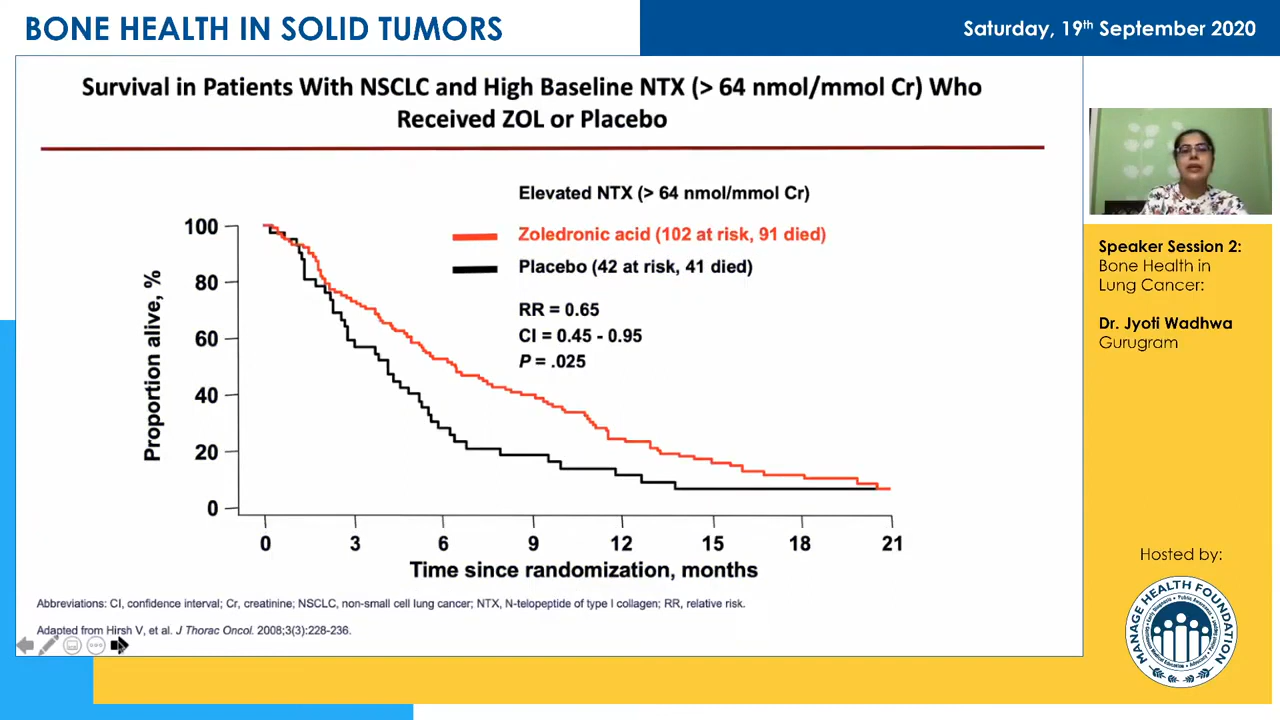 BONE HEALTH IN SOLID TUMORS
Saturday, 19th September 2020
Survival in Patients With NSCLC and High Baseline NTX (> 64 nmol/mmol Cr) Who
Received ZOL or Placebo
Elevated NTX (> 64 nmol/mmol Cr)
Zoledronic acid (102 at risk, 91 died)
Placebo (42 at risk, 41 died)
RR = 0.65
CI = 0.45 - 0.95
P = .025
Proportion alive, %
100
80
60
40
20
0
0 3 6 9 12 15 18 21
Time since randomization, months
Abbreviations: CI, confidence interval; Cr, creatinine; NSCLC, non-small cell lung cancer; NTX, N-telopeptide of type I collagen; RR, relative risk.
Adapted from Hirsh V, et al. J Thorac Oncol. 2008;3(3):228-236.
Speaker Session 2:
Bone Health in
Lung Cancer:
Dr. Jyoti Wadhwa
Gurugram
Hosted by:
MANAGE HEALTH FOUNDATION